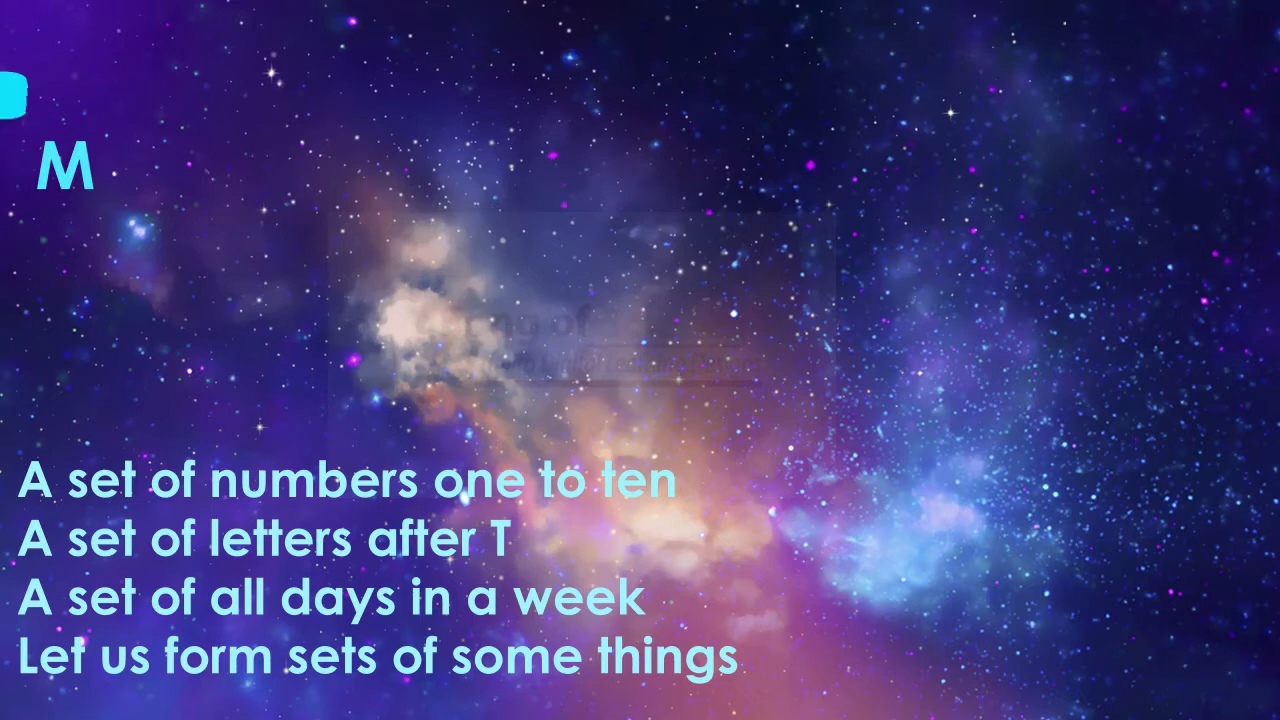 M
A set of numbers one to ten
A set of letters after T
A set of all days in a week
Let us form sets of some things